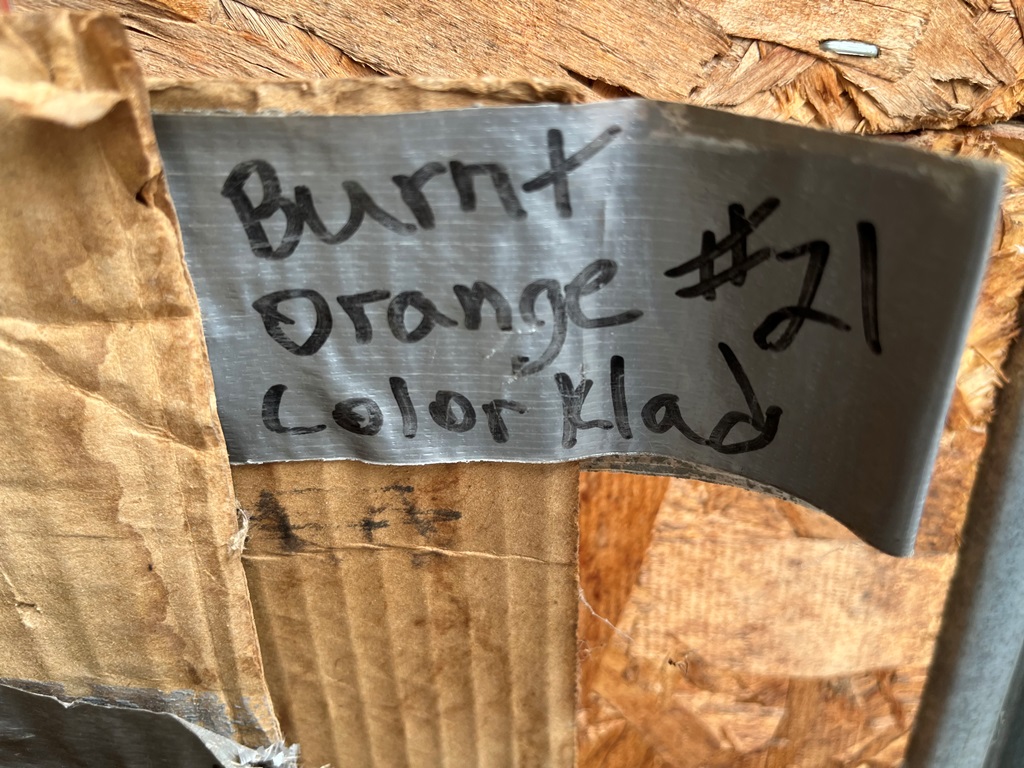 Burnt
Orange #21
Color Klad